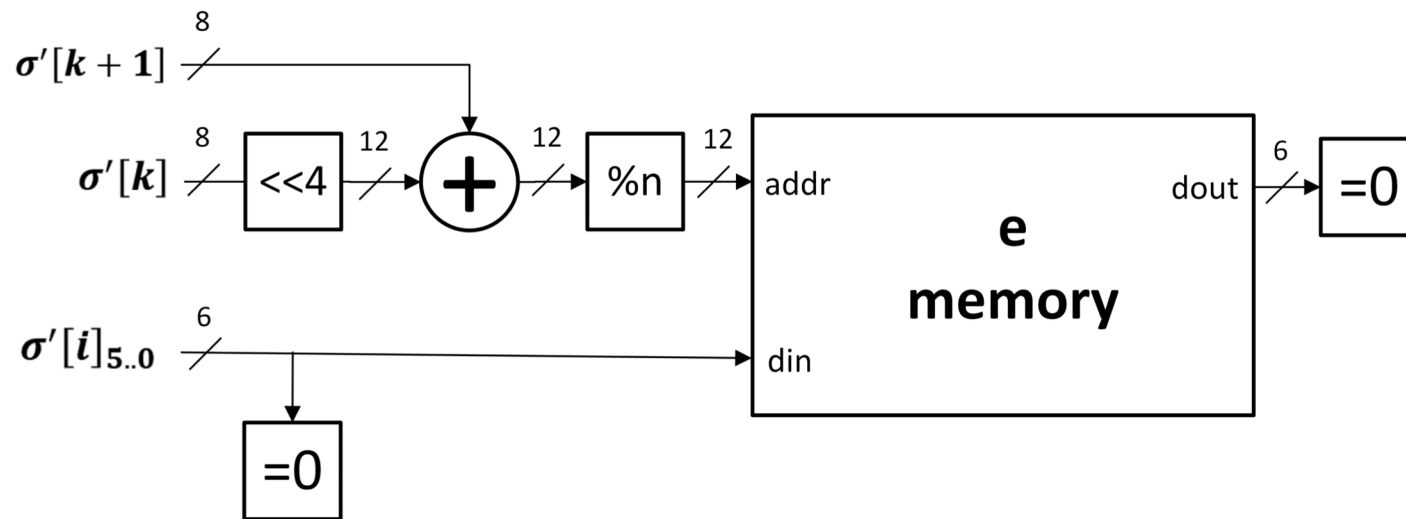 8
σ′[k + 1]
8
σ′[k]
<<4
12
+
12
%n
12
addr
e
memory
dout
6
=0
6
σ′[i]5..0
din
=0